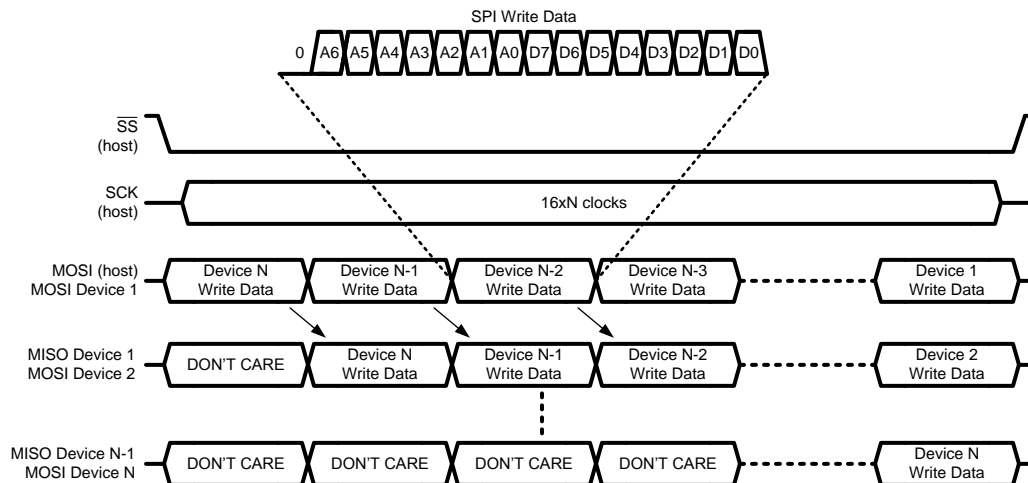 SPI Write Data
0 A6 A5 A4 A3 A2 A1 A0 D7 D6 D5 D4 D3 D2 D1 D0
SS
(host)
SCK
(host)
16xN clocks
MOSI (host)
MOSI Device 1
Device N
Write Data
Device N-1
Write Data
Device N-2
Write Data
Device N-3
Write Data
Device 1
Write Data
MISO Device 1
MOSI Device 2
DON'T CARE
Device N
Write Data
Device N-1
Write Data
Device N-2
Write Data
Device 2
Write Data
MISO Device N-1
MOSI Device N
DON'T CARE
DON'T CARE
DON'T CARE
DON'T CARE
Device N
Write Data